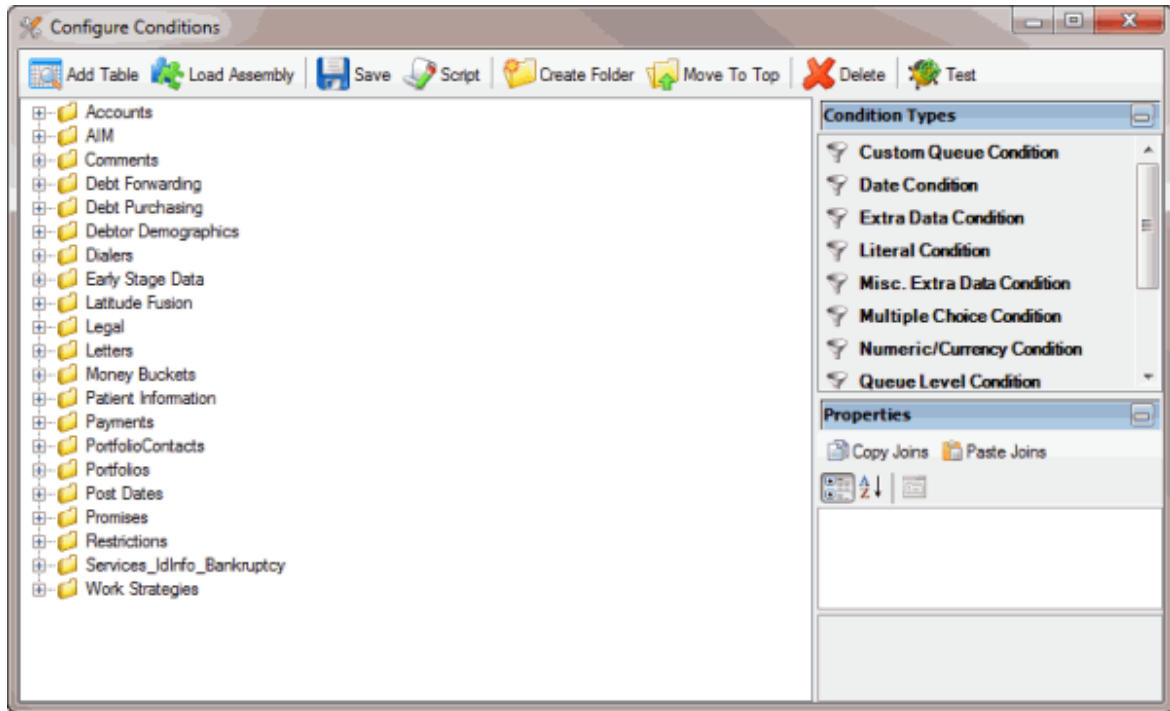 Configure Conditions
Add Table Load Assembly Save Script Create Folder Move To Top Delete Test
Accounts
AIM
Comments
Debt Forwarding
Debt Purchasing
Debtor Demographics
Dialers
Early Stage Data
Latitude Fusion
Legal
Letters
Money Buckets
Patient Information
Payments
PortfolioContacts
Portfolios
Post Dates
Promises
Restrictions
Services_IdInfo_Bankruptcy
Work Strategies
Condition Types
Custom Queue Condition
Date Condition
Extra Data Condition
Literal Condition
Misc. Extra Data Condition
Multiple Choice Condition
Numeric/Currency Condition
Queue Level Condition
Properties
Copy Joins Paste Joins